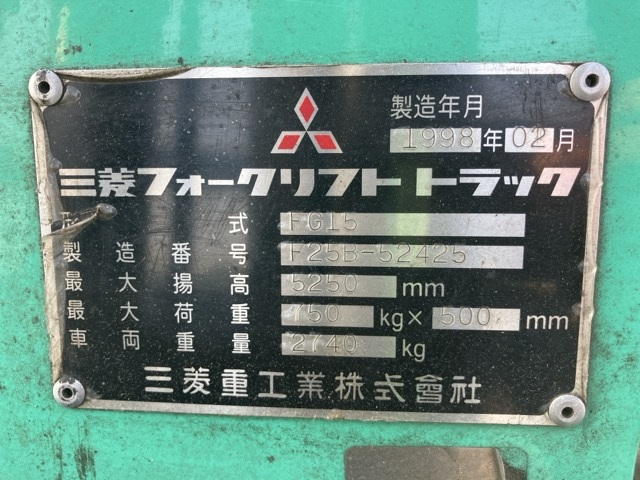 製造年月
1998年02月
三菱フォークリフトトラック
型式 FG15
製造番号 F25B-52425
最大揚高 5250 mm
最大荷重 750 kg × 500 mm
車両重量 2740 kg
三菱重工業株式會社